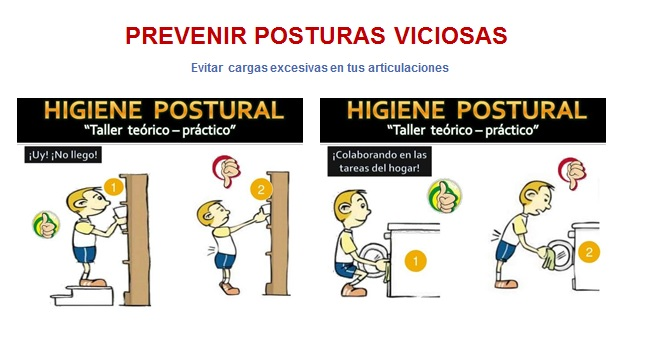 PREVENIR POSTURAS VICIOSAS
Evitar cargas excesivas en tus articulaciones
HIGIENE POSTURAL
"Taller teórico – práctico"
¡Uy! ¡No llego!
1
2
HIGIENE POSTURAL
"Taller teórico – práctico"
¡Colaborando en las
tareas del hogar!
1
2